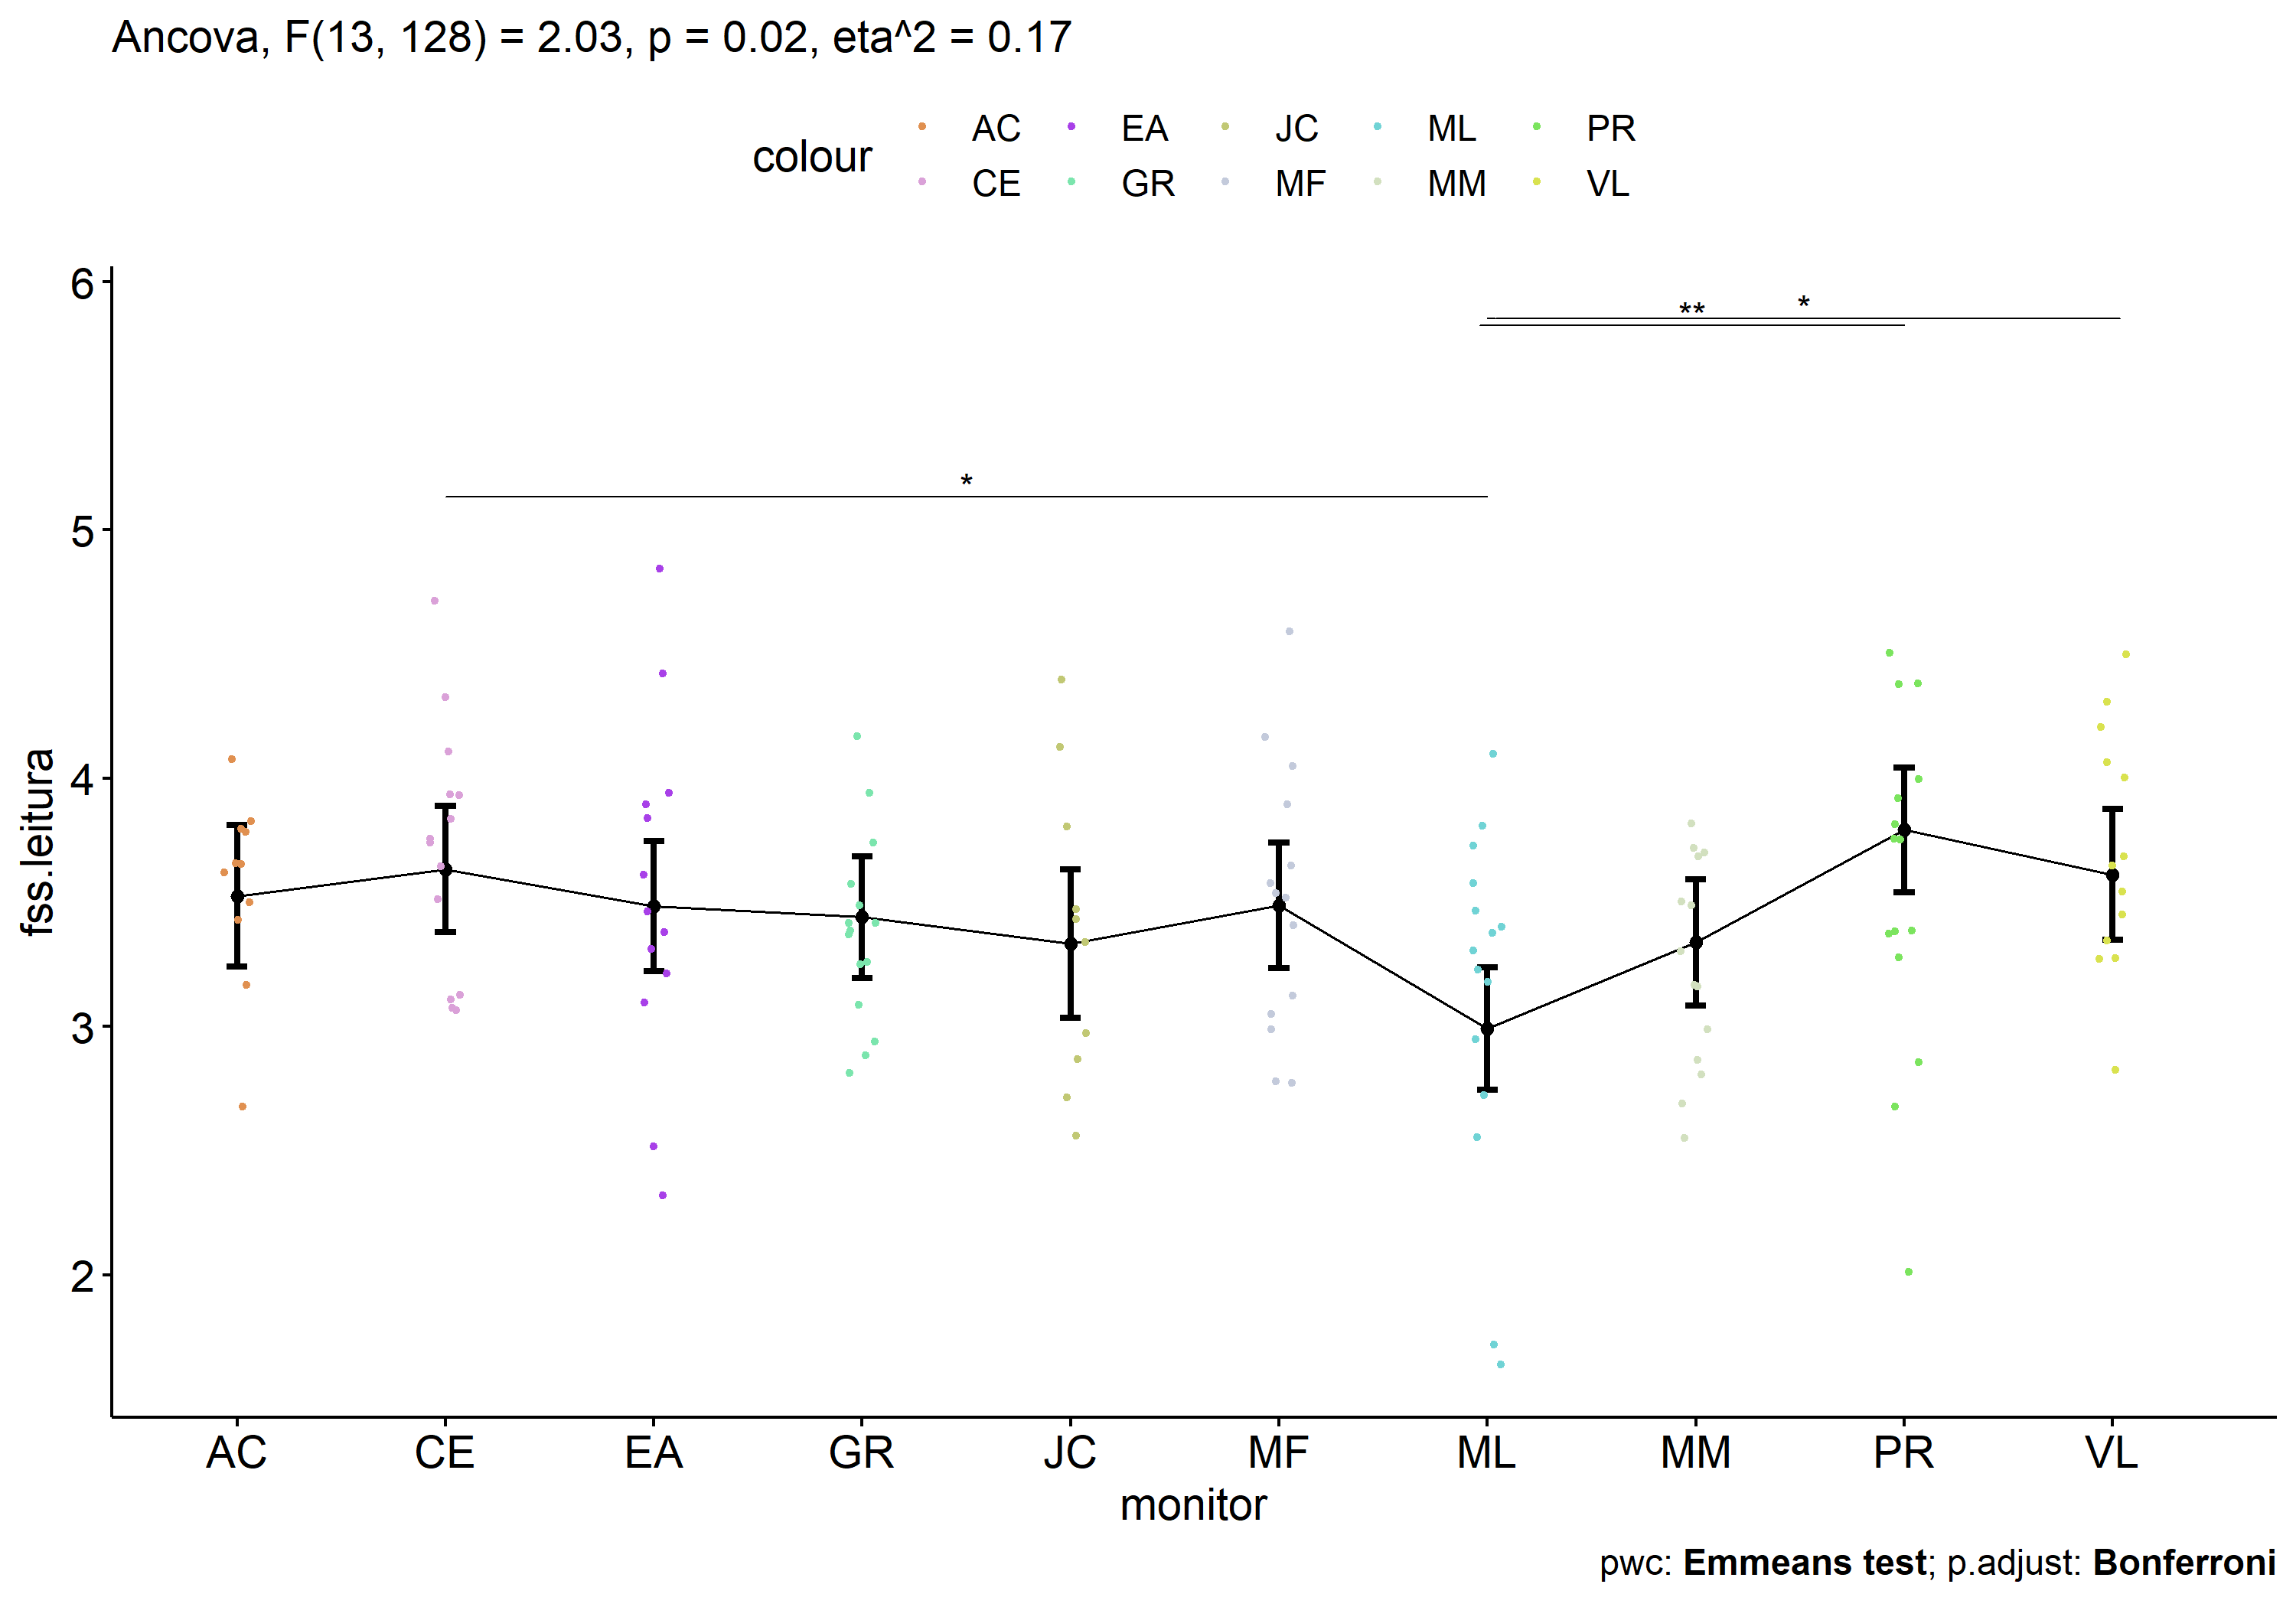 Ancova, F(13, 128) = 2.03, p = 0.02, eta^2 = 0.17
colour
AC EA JC ML PR
CE GR MF MM VL
6
5
4
3
2
fss.leitura
* 
** *
AC CE EA GR JC MF ML MM PR VL
monitor
pwc: Emmeans test; p.adjust: Bonferroni